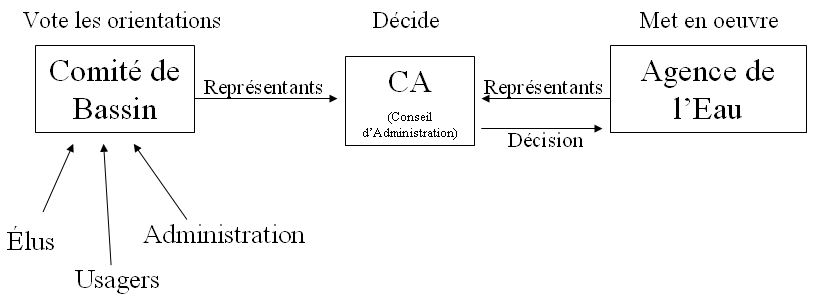 Vote les orientations
Décide
Met en oeuvre
Comité de
Bassin
Représentants
CA
(Conseil
d'Administration)
Représentants
Décision
Agence de
l'Eau
Élus
Usagers
Administration